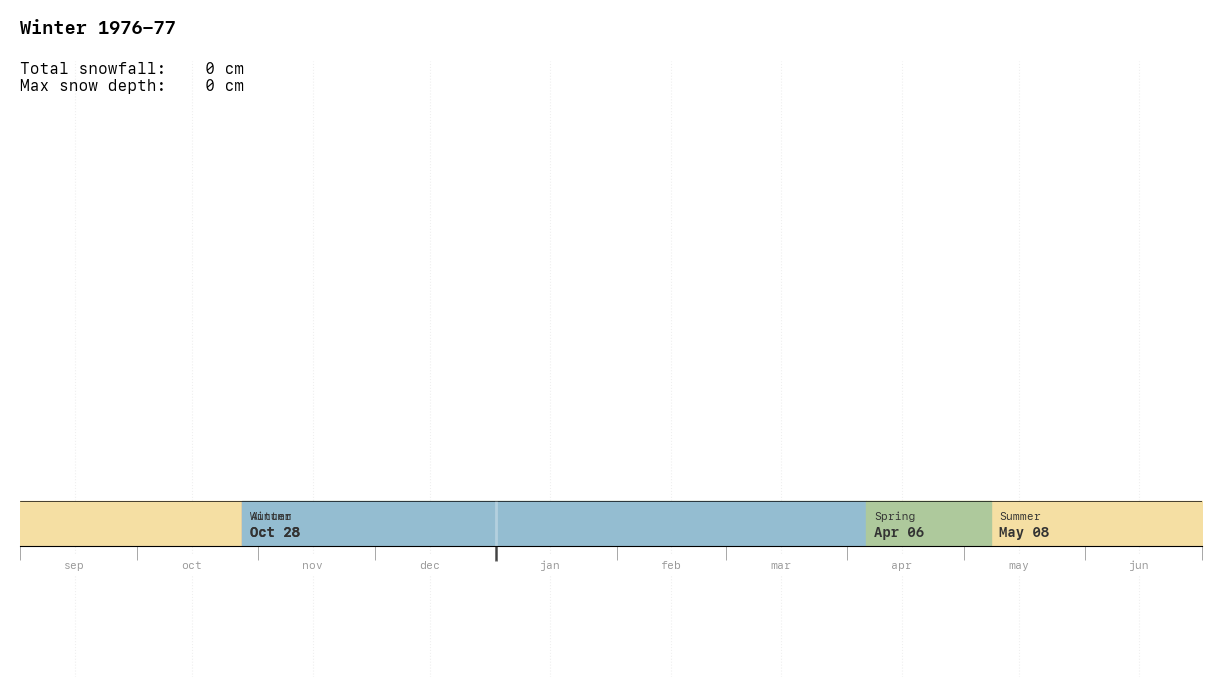 Winter 1976–77
Total snowfall: 0 cm
Max snow depth: 0 cm
Winter
Oct 28
Spring
Apr 06
Summer
May 08
sep oct nov dec jan feb mar apr may jun